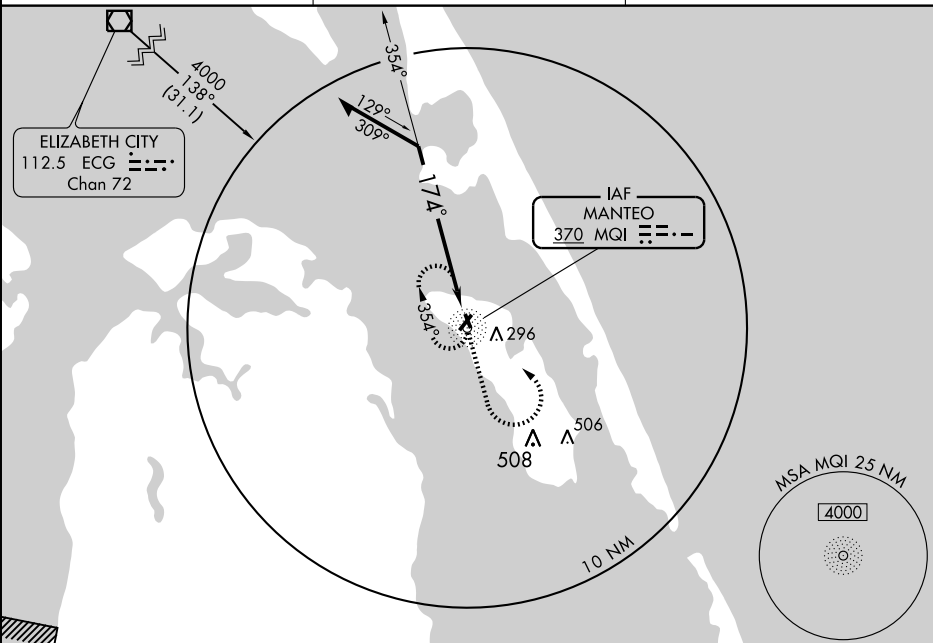 4000
138°
(31.1)
ELIZABETH CITY
112.5 ECG
Chan 72
354°
129°
309°
174°
IAF
MANTEO
370 MQI
354°
296
506
508
10 NM
MSA MQI 25 NM
4000